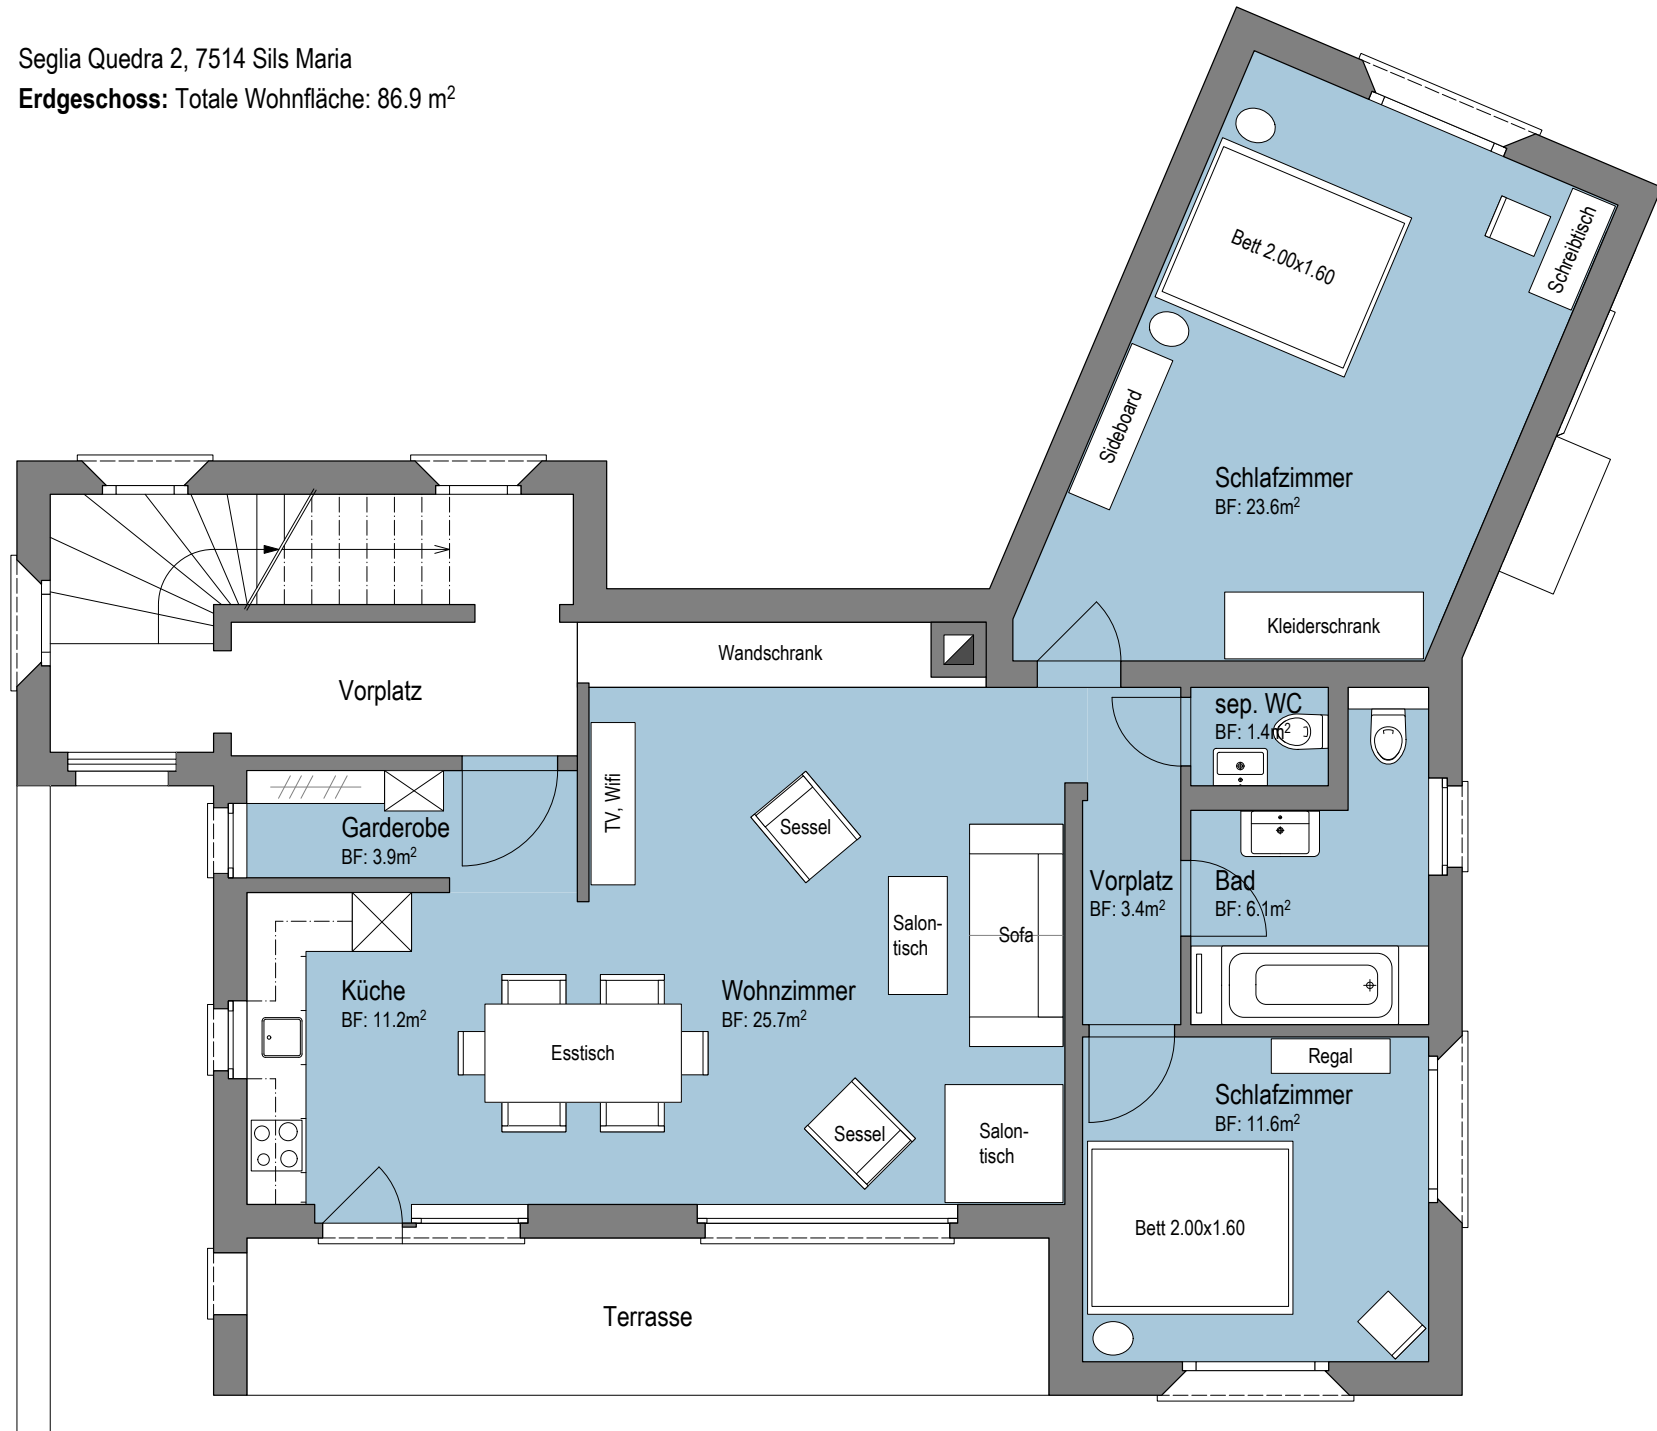 Seglia Quedra 2, 7514 Sils Maria
Erdgeschoss: Totale Wohnfläche: 86.9 m²
Bett 2.00x1.60
Schreibtisch
Sideboard
Schlafzimmer
BF: 23.6m²
Kleiderschrank
Wandschrank
Vorplatz
sep. WC
BF: 1.4m²
TV, Wifi
Sessel
Garderobe
BF: 3.9m²
Vorplatz
BF: 3.4m²
Bad
BF: 6.1m²
Salon-
tisch
Sofa
Küche
BF: 11.2m²
Wohnzimmer
BF: 25.7m²
Esstisch
Regal
Schlafzimmer
BF: 11.6m²
Sessel
Salon-
tisch
Bett 2.00x1.60
Terrasse